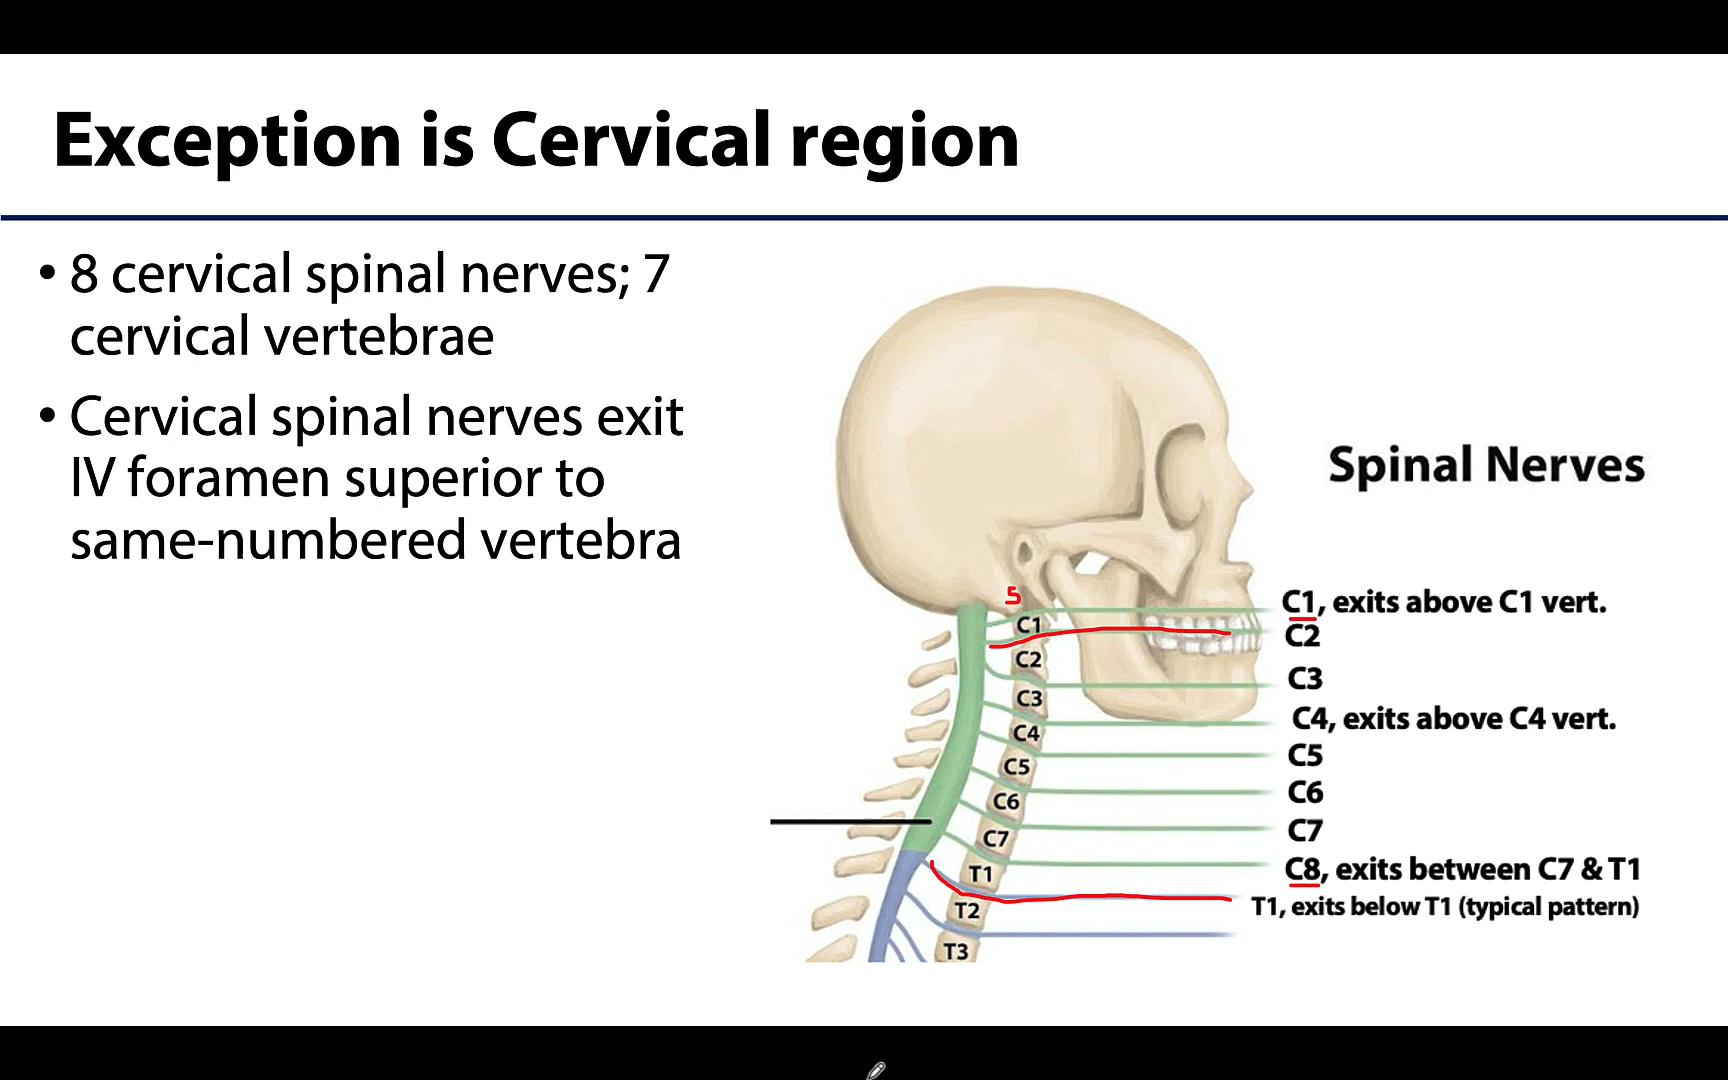 Exception is Cervical region
• 8 cervical spinal nerves; 7
cervical vertebrae
• Cervical spinal nerves exit
IV foramen superior to
same-numbered vertebra
Spinal Nerves
5
C1
C2
C3
C4
C5
C6
C7
T1
T2
T3
C1, exits above C1 vert.
C2
C3
C4, exits above C4 vert.
C5
C6
C7
C8, exits between C7 & T1
T1, exits below T1 (typical pattern)